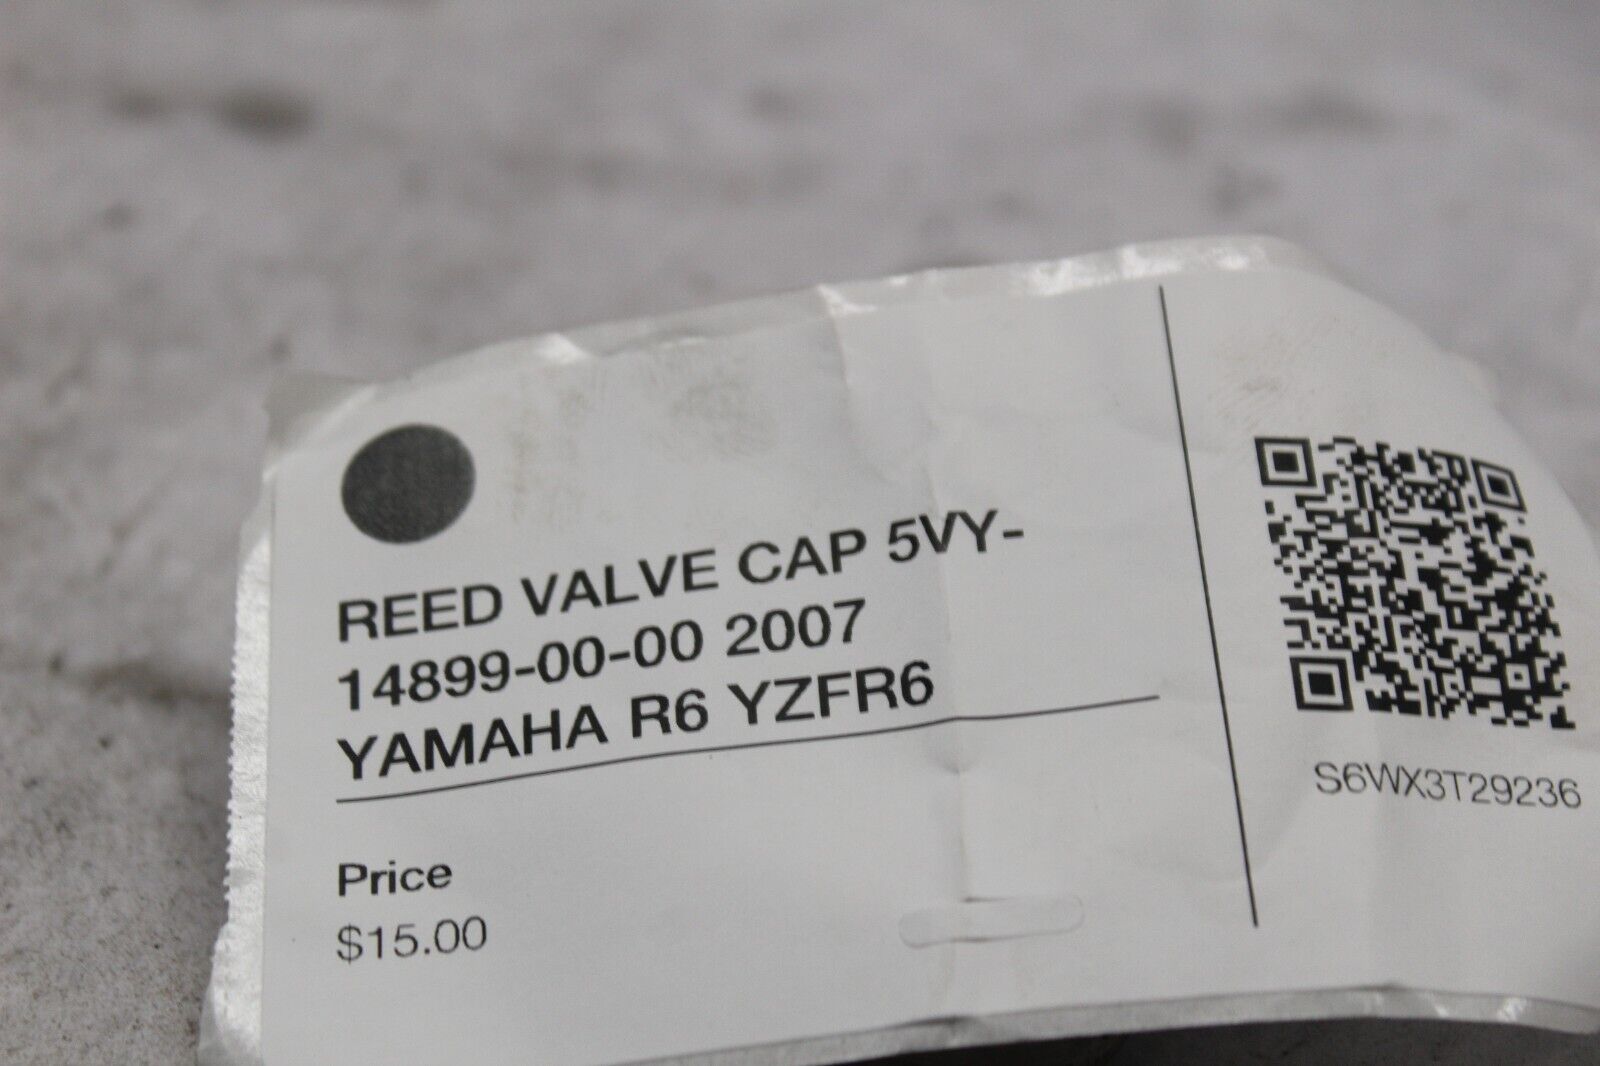 REED VALVE CAP 5VY-
14899-00-00 2007
YAMAHA R6 YZFR6
Price
$15.00
S6WX3T29236